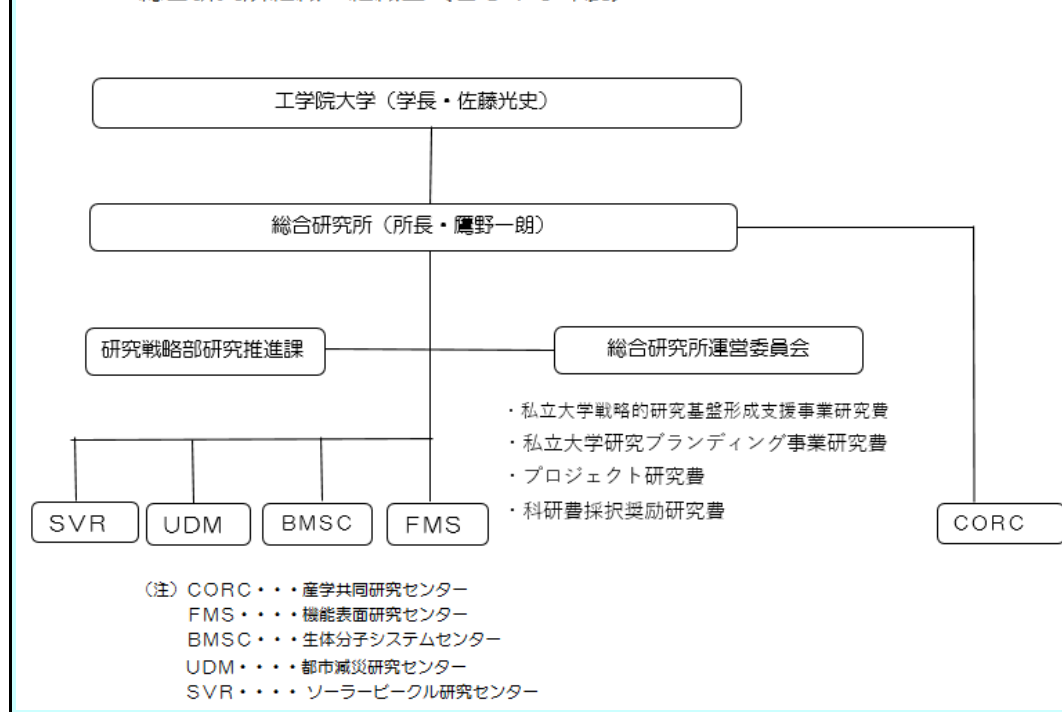 工学院大学（学長・佐藤光史）
総合研究所（所長・鷹野一朗）
研究戦略部研究推進課
総合研究所運営委員会
・私立大学戦略的研究基盤形成支援事業研究費
・私立大学研究ブランディング事業研究費
・プロジェクト研究費
・科研費採択奨励研究費
ＳＶＲ
ＵＤＭ
ＢＭＳＣ
ＦＭＳ
ＣＯＲＣ
（注）ＣＯＲＣ・・・産学共同研究センター
ＦＭＳ・・・・機能表面研究センター
ＢＭＳＣ・・・生体分子システムセンター
ＵＤＭ・・・・都市減災研究センター
ＳＶＲ・・・・ ソーラービークル研究センター